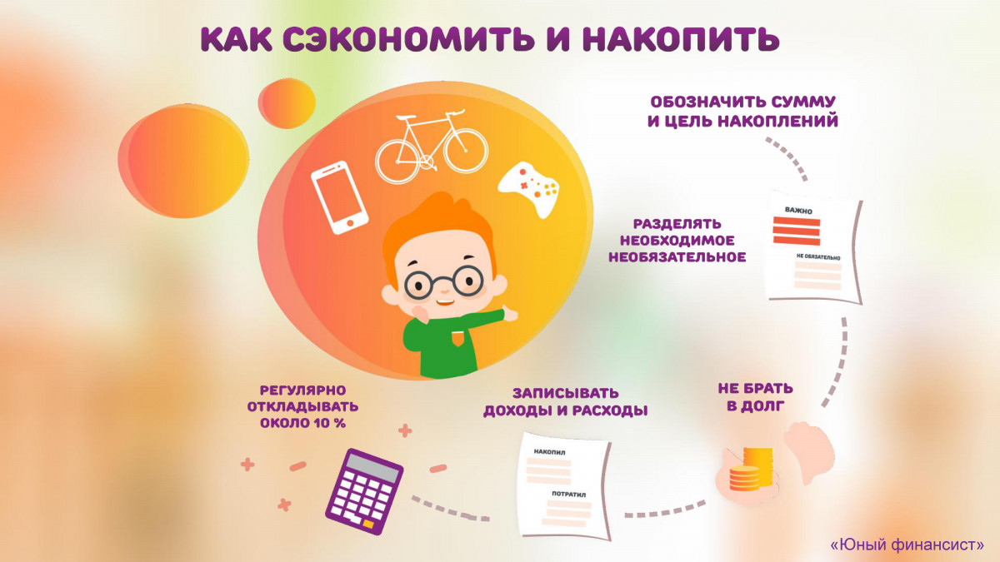 КАК СЭКОНОМИТЬ И НАКОПИТЬ
ОБОЗНАЧИТЬ СУММУ
И ЦЕЛЬ НАКОПЛЕНИЙ
РАЗДЕЛЯТЬ
НЕОБХОДИМОЕ
НЕОБЯЗАТЕЛЬНОЕ
ВАЖНО
НЕ ОБЯЗАТЕЛЬНО
НЕ БРАТЬ
В ДОЛГ
ЗАПИСЫВАТЬ
ДОХОДЫ И РАСХОДЫ
НАКОПИЛ
ПОТРАТИЛ
РЕГУЛЯРНО
ОТКЛАДЫВАТЬ
ОКОЛО 10 %
«Юный финансист»